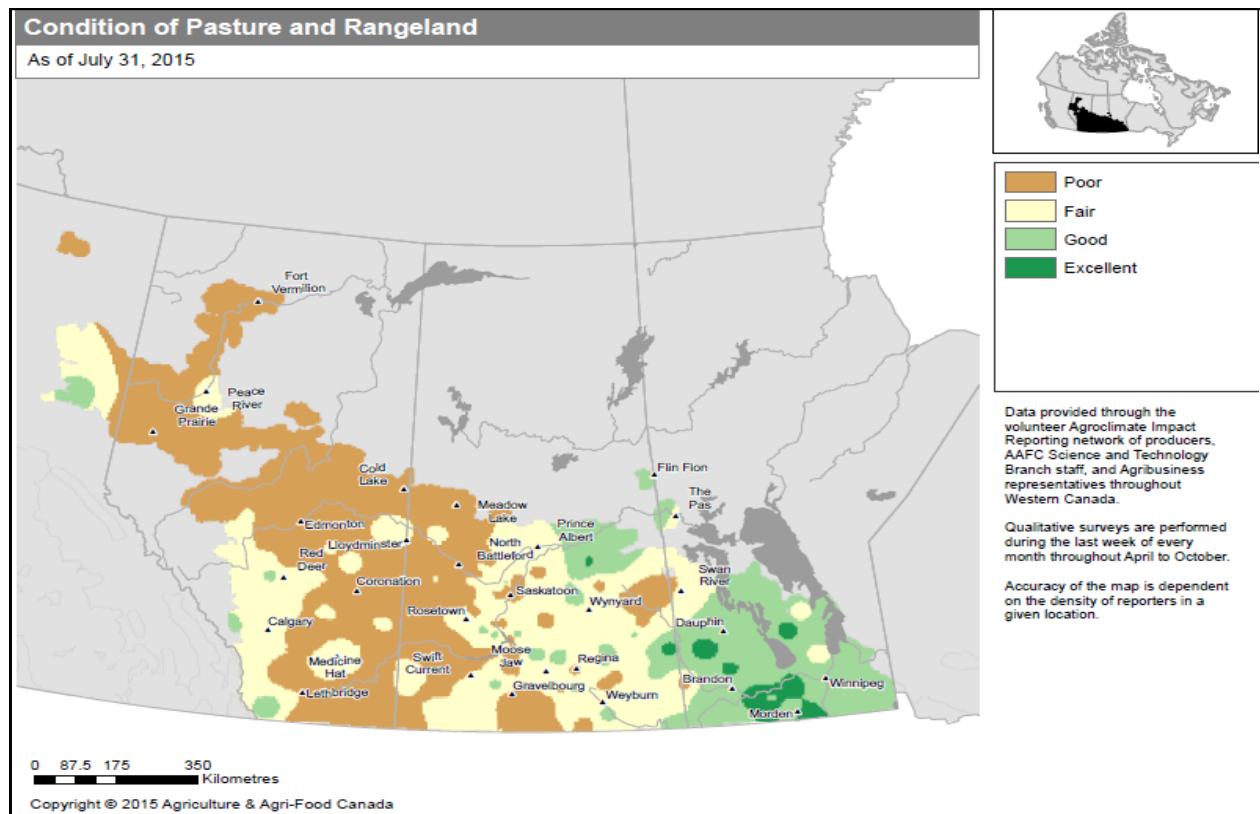 Condition of Pasture and Rangeland
As of July 31, 2015
Poor
Fair
Good
Excellent
Fort
Vermilion
Peace
River
Grande
Prairie
Cold
Lake
Meadow
Lake
Flin Flon
The
Pas
Edmonton
Lloydminster
North
Battleford
Prince
Albert
Red
Deer
Coronation
Saskatoon
Wynyard
Swan
River
Rosetown
Calgary
Dauphin
Medicine
Hat
Swift
Current
Moose
Jaw
Regina
Lethbridge
Gravelbourg
Weyburn
Brandon
Winnipeg
Morden
Data provided through the
volunteer Agroclimate Impact
Reporting network of producers,
AAFC Science and Technology
Branch staff, and Agribusiness
representatives throughout
Western Canada.
Qualitative surveys are performed
during the last week of every
month throughout April to October.
Accuracy of the map is dependent
on the density of reporters in a
given location.
0 87.5 175 350
Kilometres
Copyright © 2015 Agriculture & Agri-Food Canada